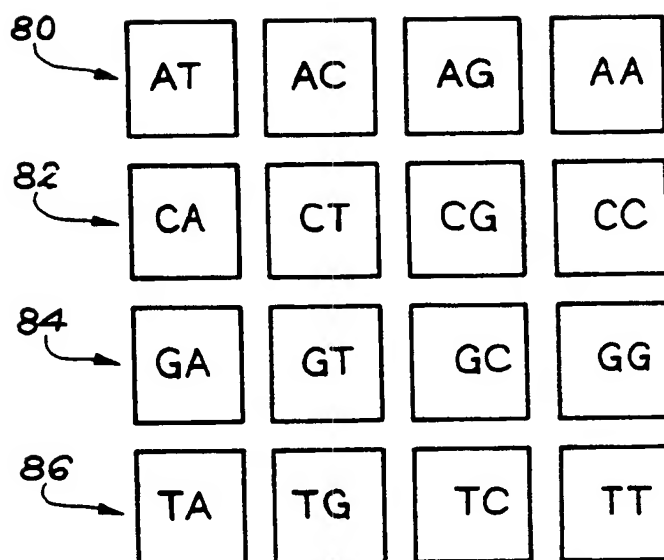 80 AT AC AG AA
82 CA CT CG CC
84 GA GT GC GG
86 TA TG TC TT